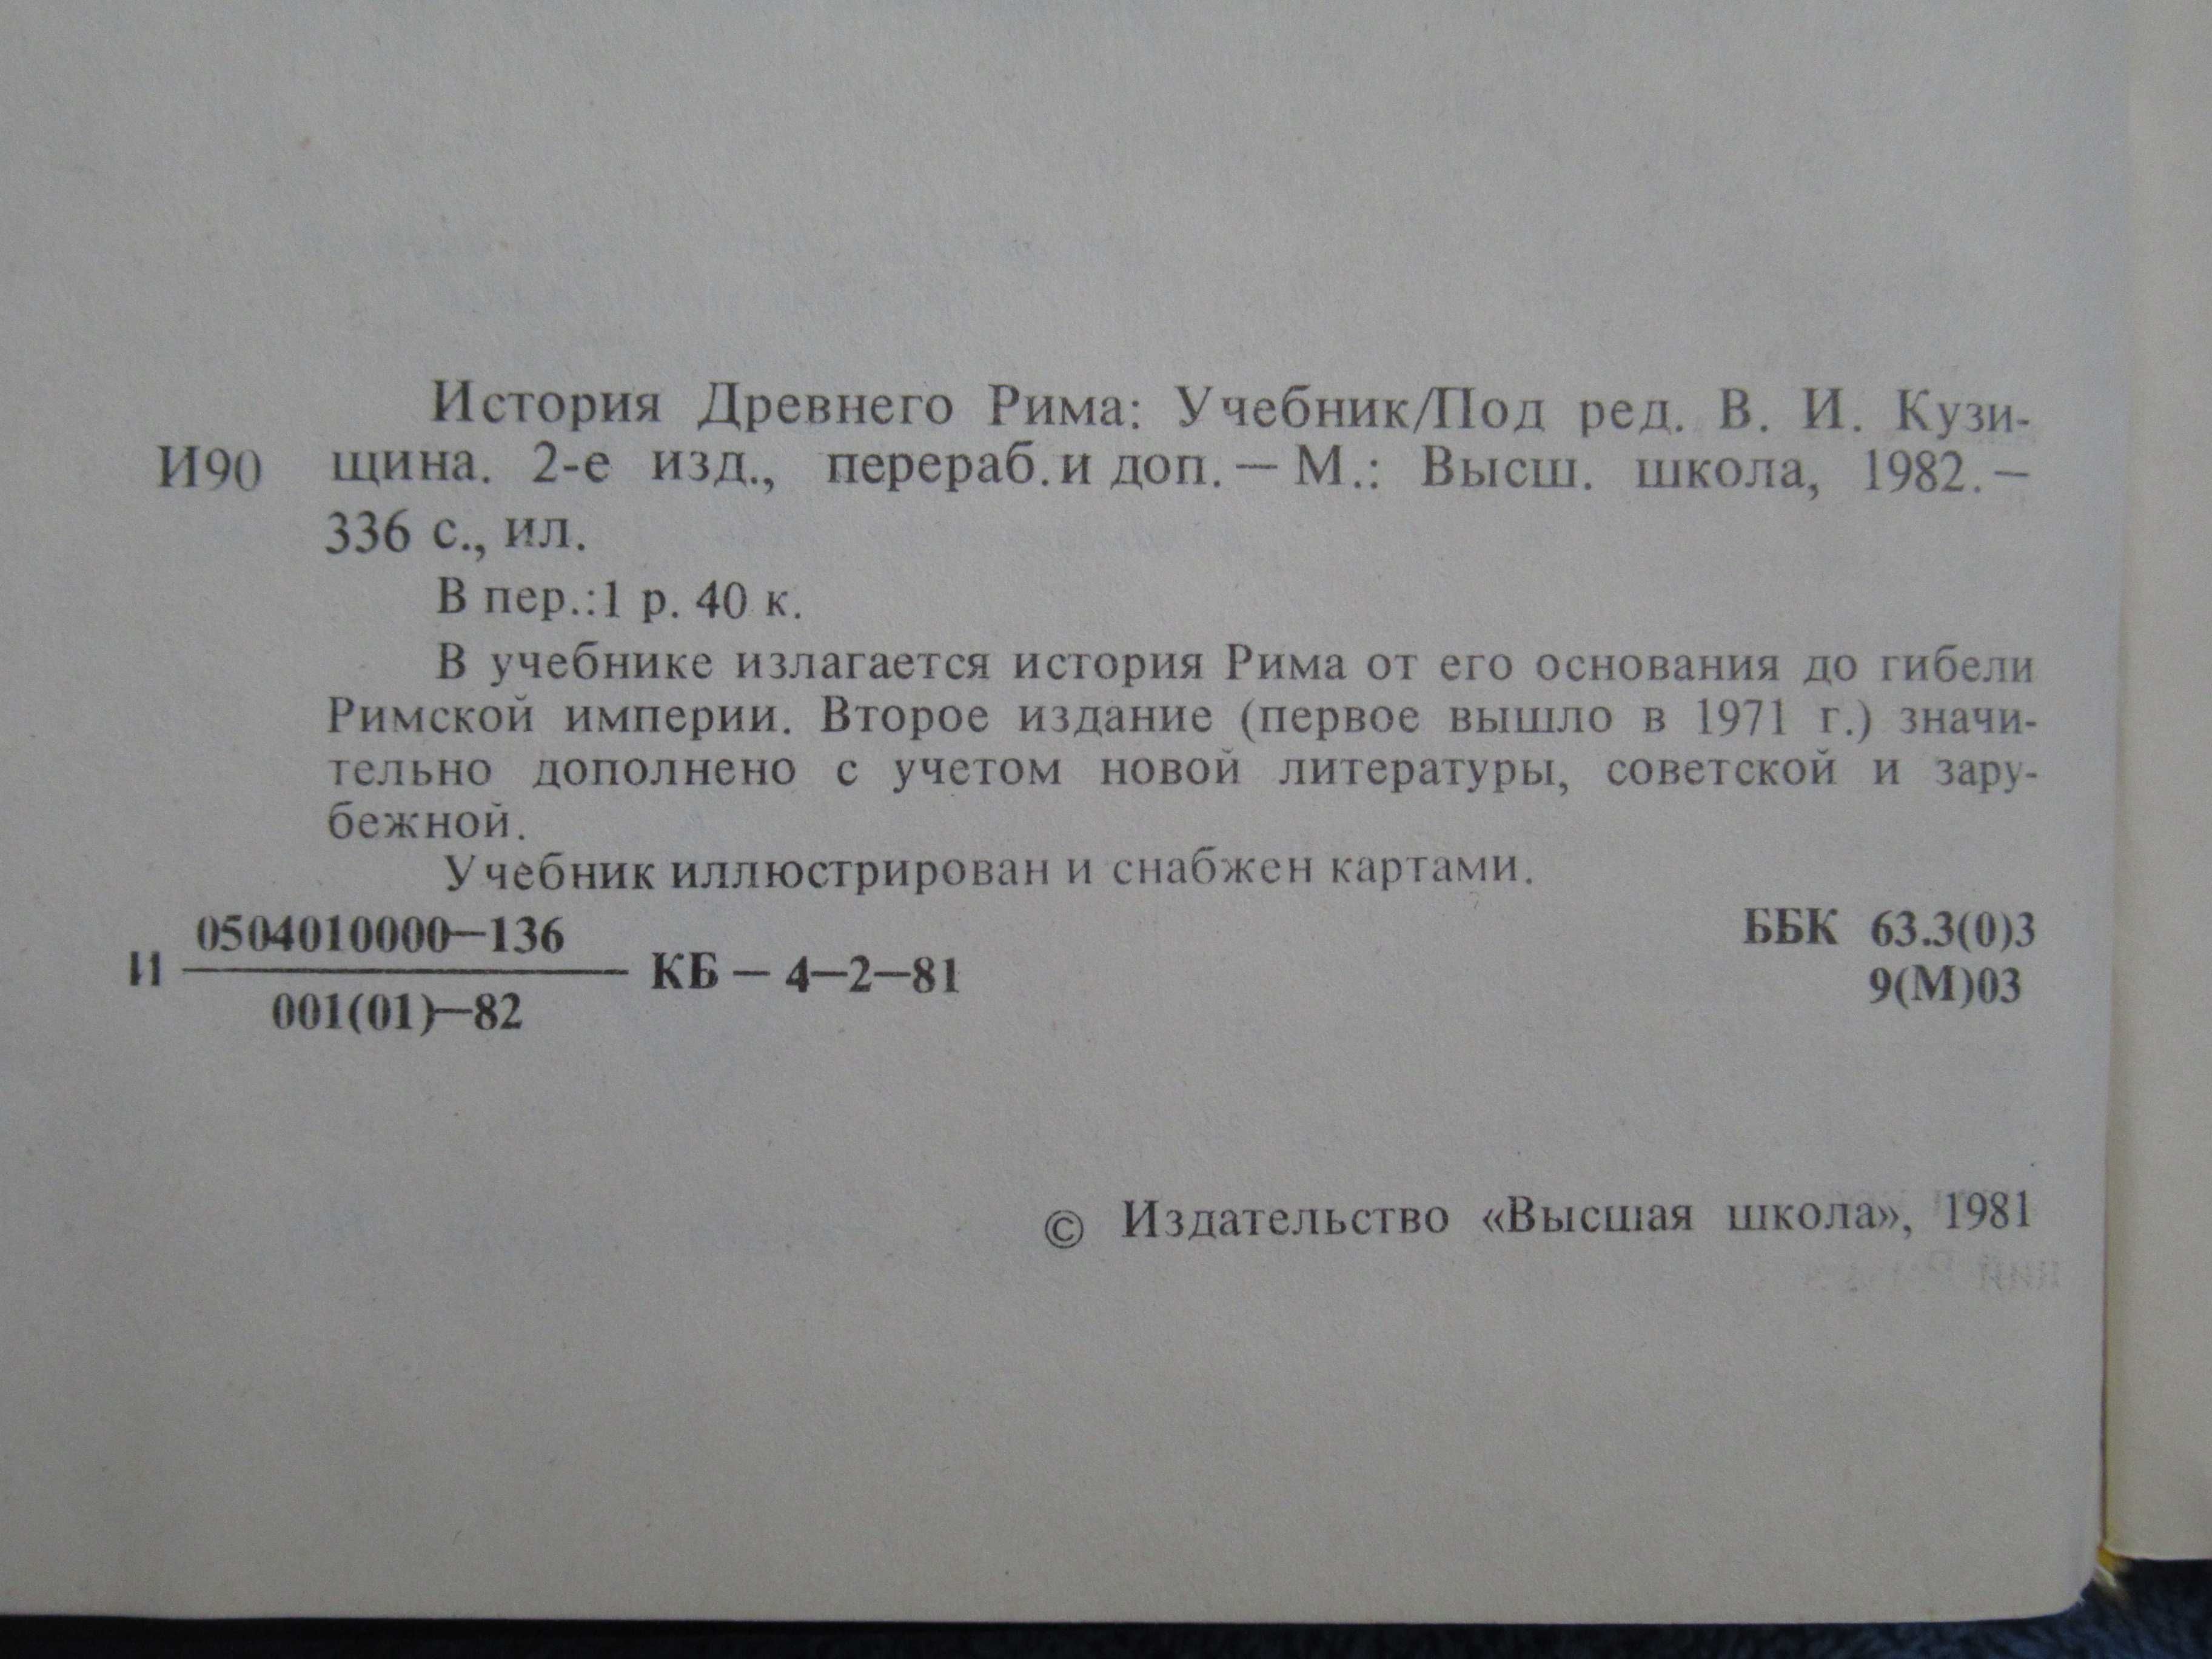 История Древнего Рима: Учебник/Под ред. В. И. Кузи-
И90 щина. 2-е изд., перераб. и доп. — М.: Высш. школа, 1982. —
336 с., ил.
В пер.:1 р. 40 к.
В учебнике излагается история Рима от его основания до гибели
Римской империи. Второе издание (первое вышло в 1971 г.) значи-
тельно дополнено с учетом новой литературы, советской и зару-
бежной.
Учебник иллюстрирован и снабжен картами.
0504010000—136
И КБ — 4—2—81
001(01)—82
ББК 63.3(0)3
9(М)03
© Издательство «Высшая школа», 1981